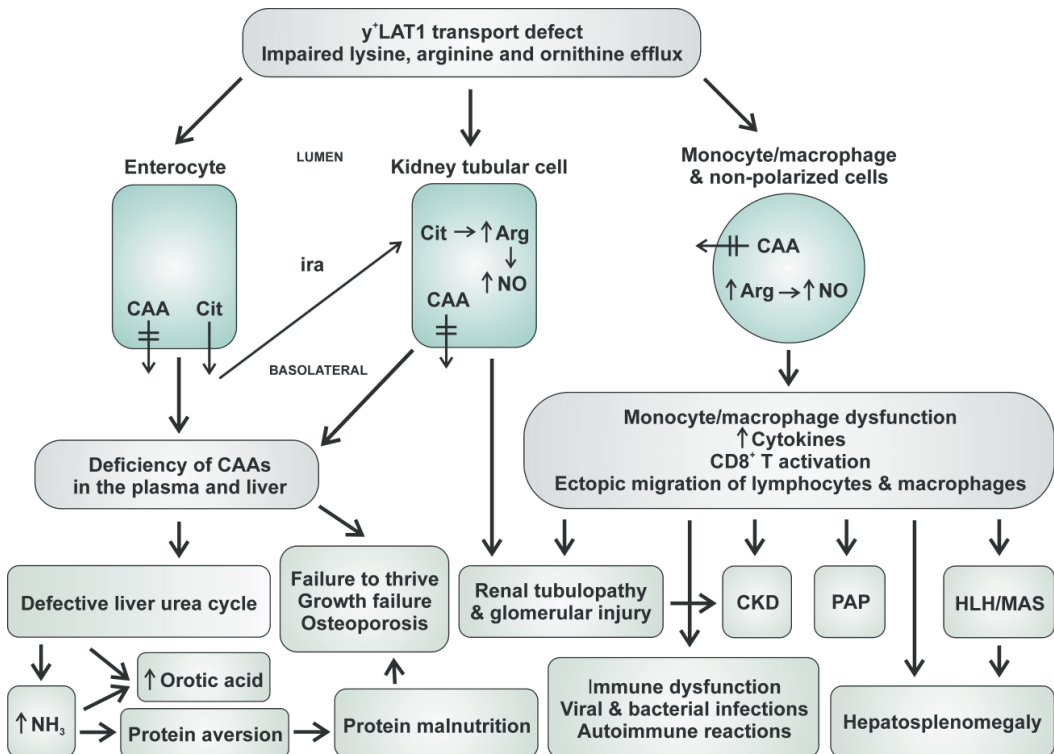 y⁺LAT1 transport defect
Impaired lysine, arginine and ornithine efflux
Enterocyte
LUMEN
Kidney tubular cell
Monocyte/macrophage
& non-polarized cells
Cit → ↑ Arg
↓
↑ NO
CAA
CAA
↑ Arg → ↑ NO
ira
CAA
Cit
BASOLATERAL
Monocyte/macrophage dysfunction
↑ Cytokines
CD8⁺ T activation
Ectopic migration of lymphocytes & macrophages
Deficiency of CAAs
in the plasma and liver
Defective liver urea cycle
Failure to thrive
Growth failure
Osteoporosis
Renal tubulopathy
& glomerular injury
CKD
PAP
HLH/MAS
↑ Orotic acid
↑ NH₃
Protein aversion
Protein malnutrition
Immune dysfunction
Viral & bacterial infections
Autoimmune reactions
Hepatosplenomegaly